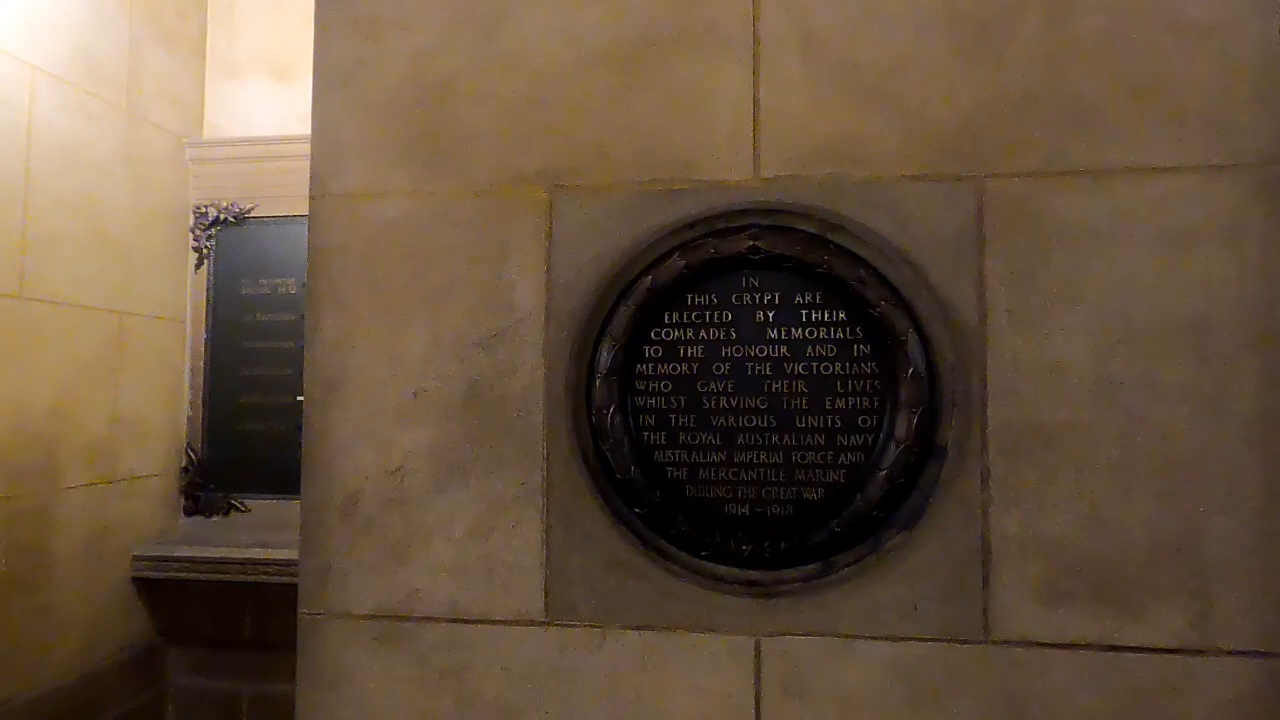 IN
THIS CRYPT ARE
ERECTED BY THEIR
COMRADES MEMORIALS
TO THE HONOUR AND IN
MEMORY OF THE VICTORIANS
WHO GAVE THEIR LIVES
WHILST SERVING THE EMPIRE
IN THE VARIOUS UNITS OF
THE ROYAL AUSTRALIAN NAVY
AUSTRALIAN IMPERIAL FORCE AND
THE MERCANTILE MARINE
DURING THE GREAT WAR
1914 - 1918